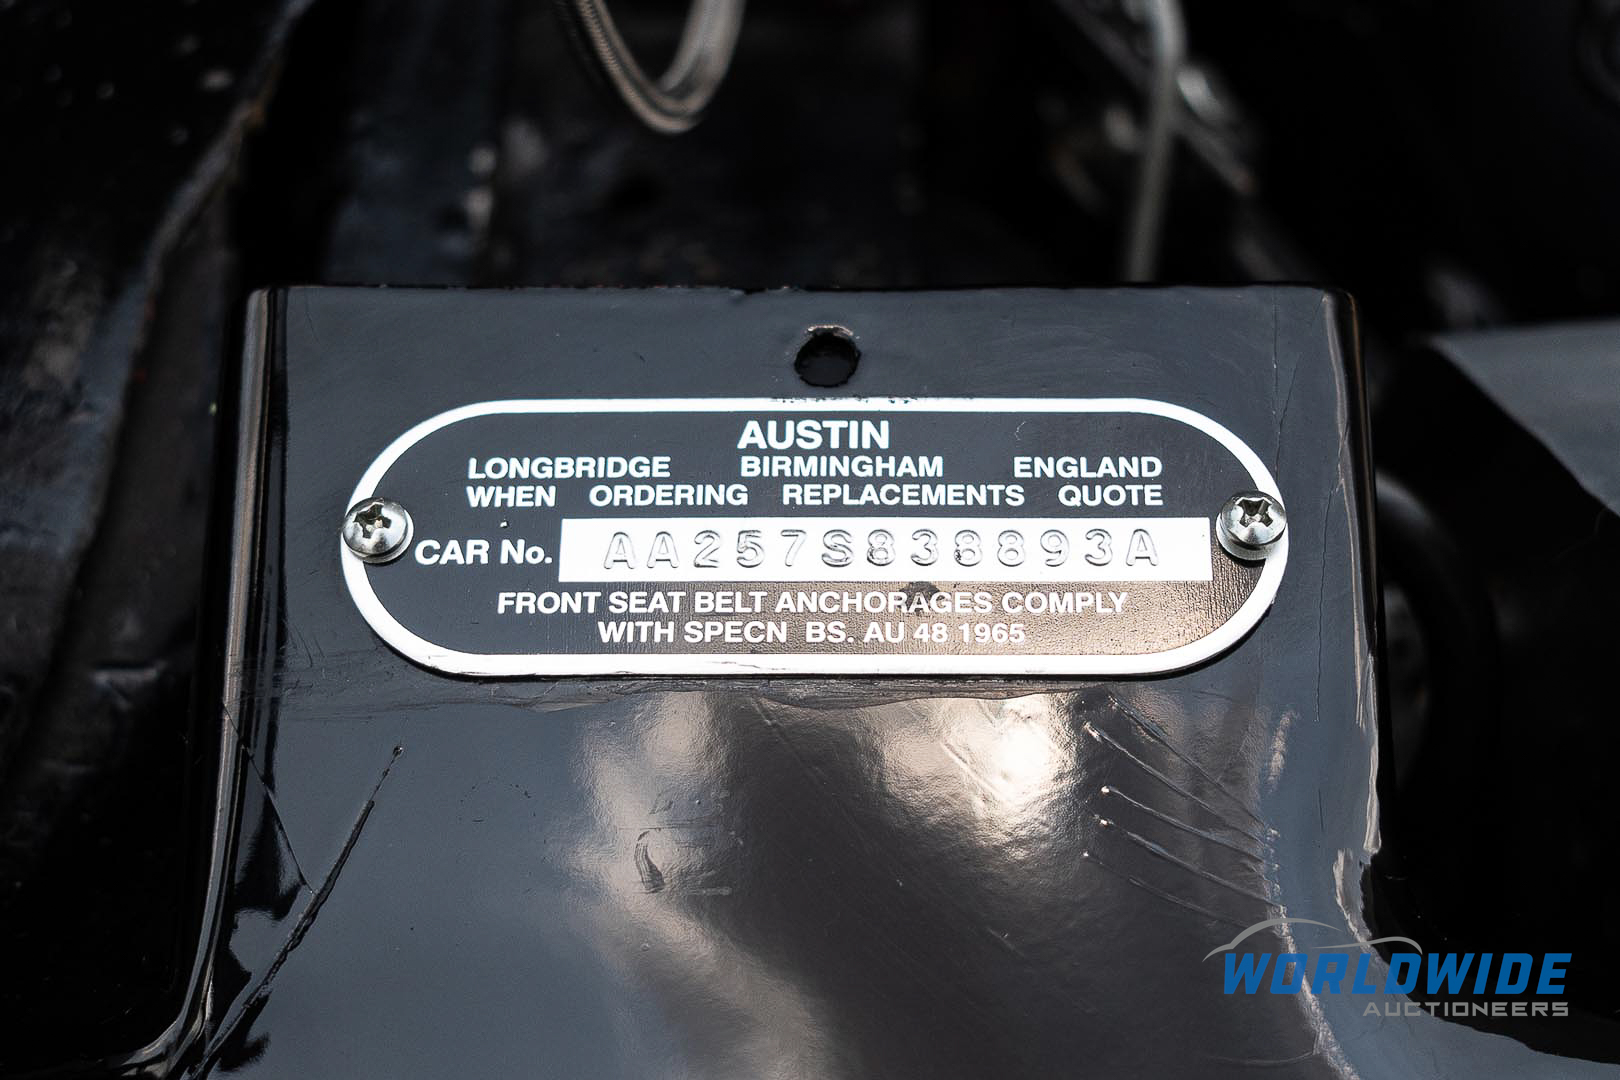 AUSTIN
LONGBRIDGE BIRMINGHAM ENGLAND
WHEN ORDERING REPLACEMENTS QUOTE
CAR No. AA257S838893A
FRONT SEAT BELT ANCHORAGES COMPLY
WITH SPECN BS. AU 48 1965
WORLDWIDE
AUCTIONEERS